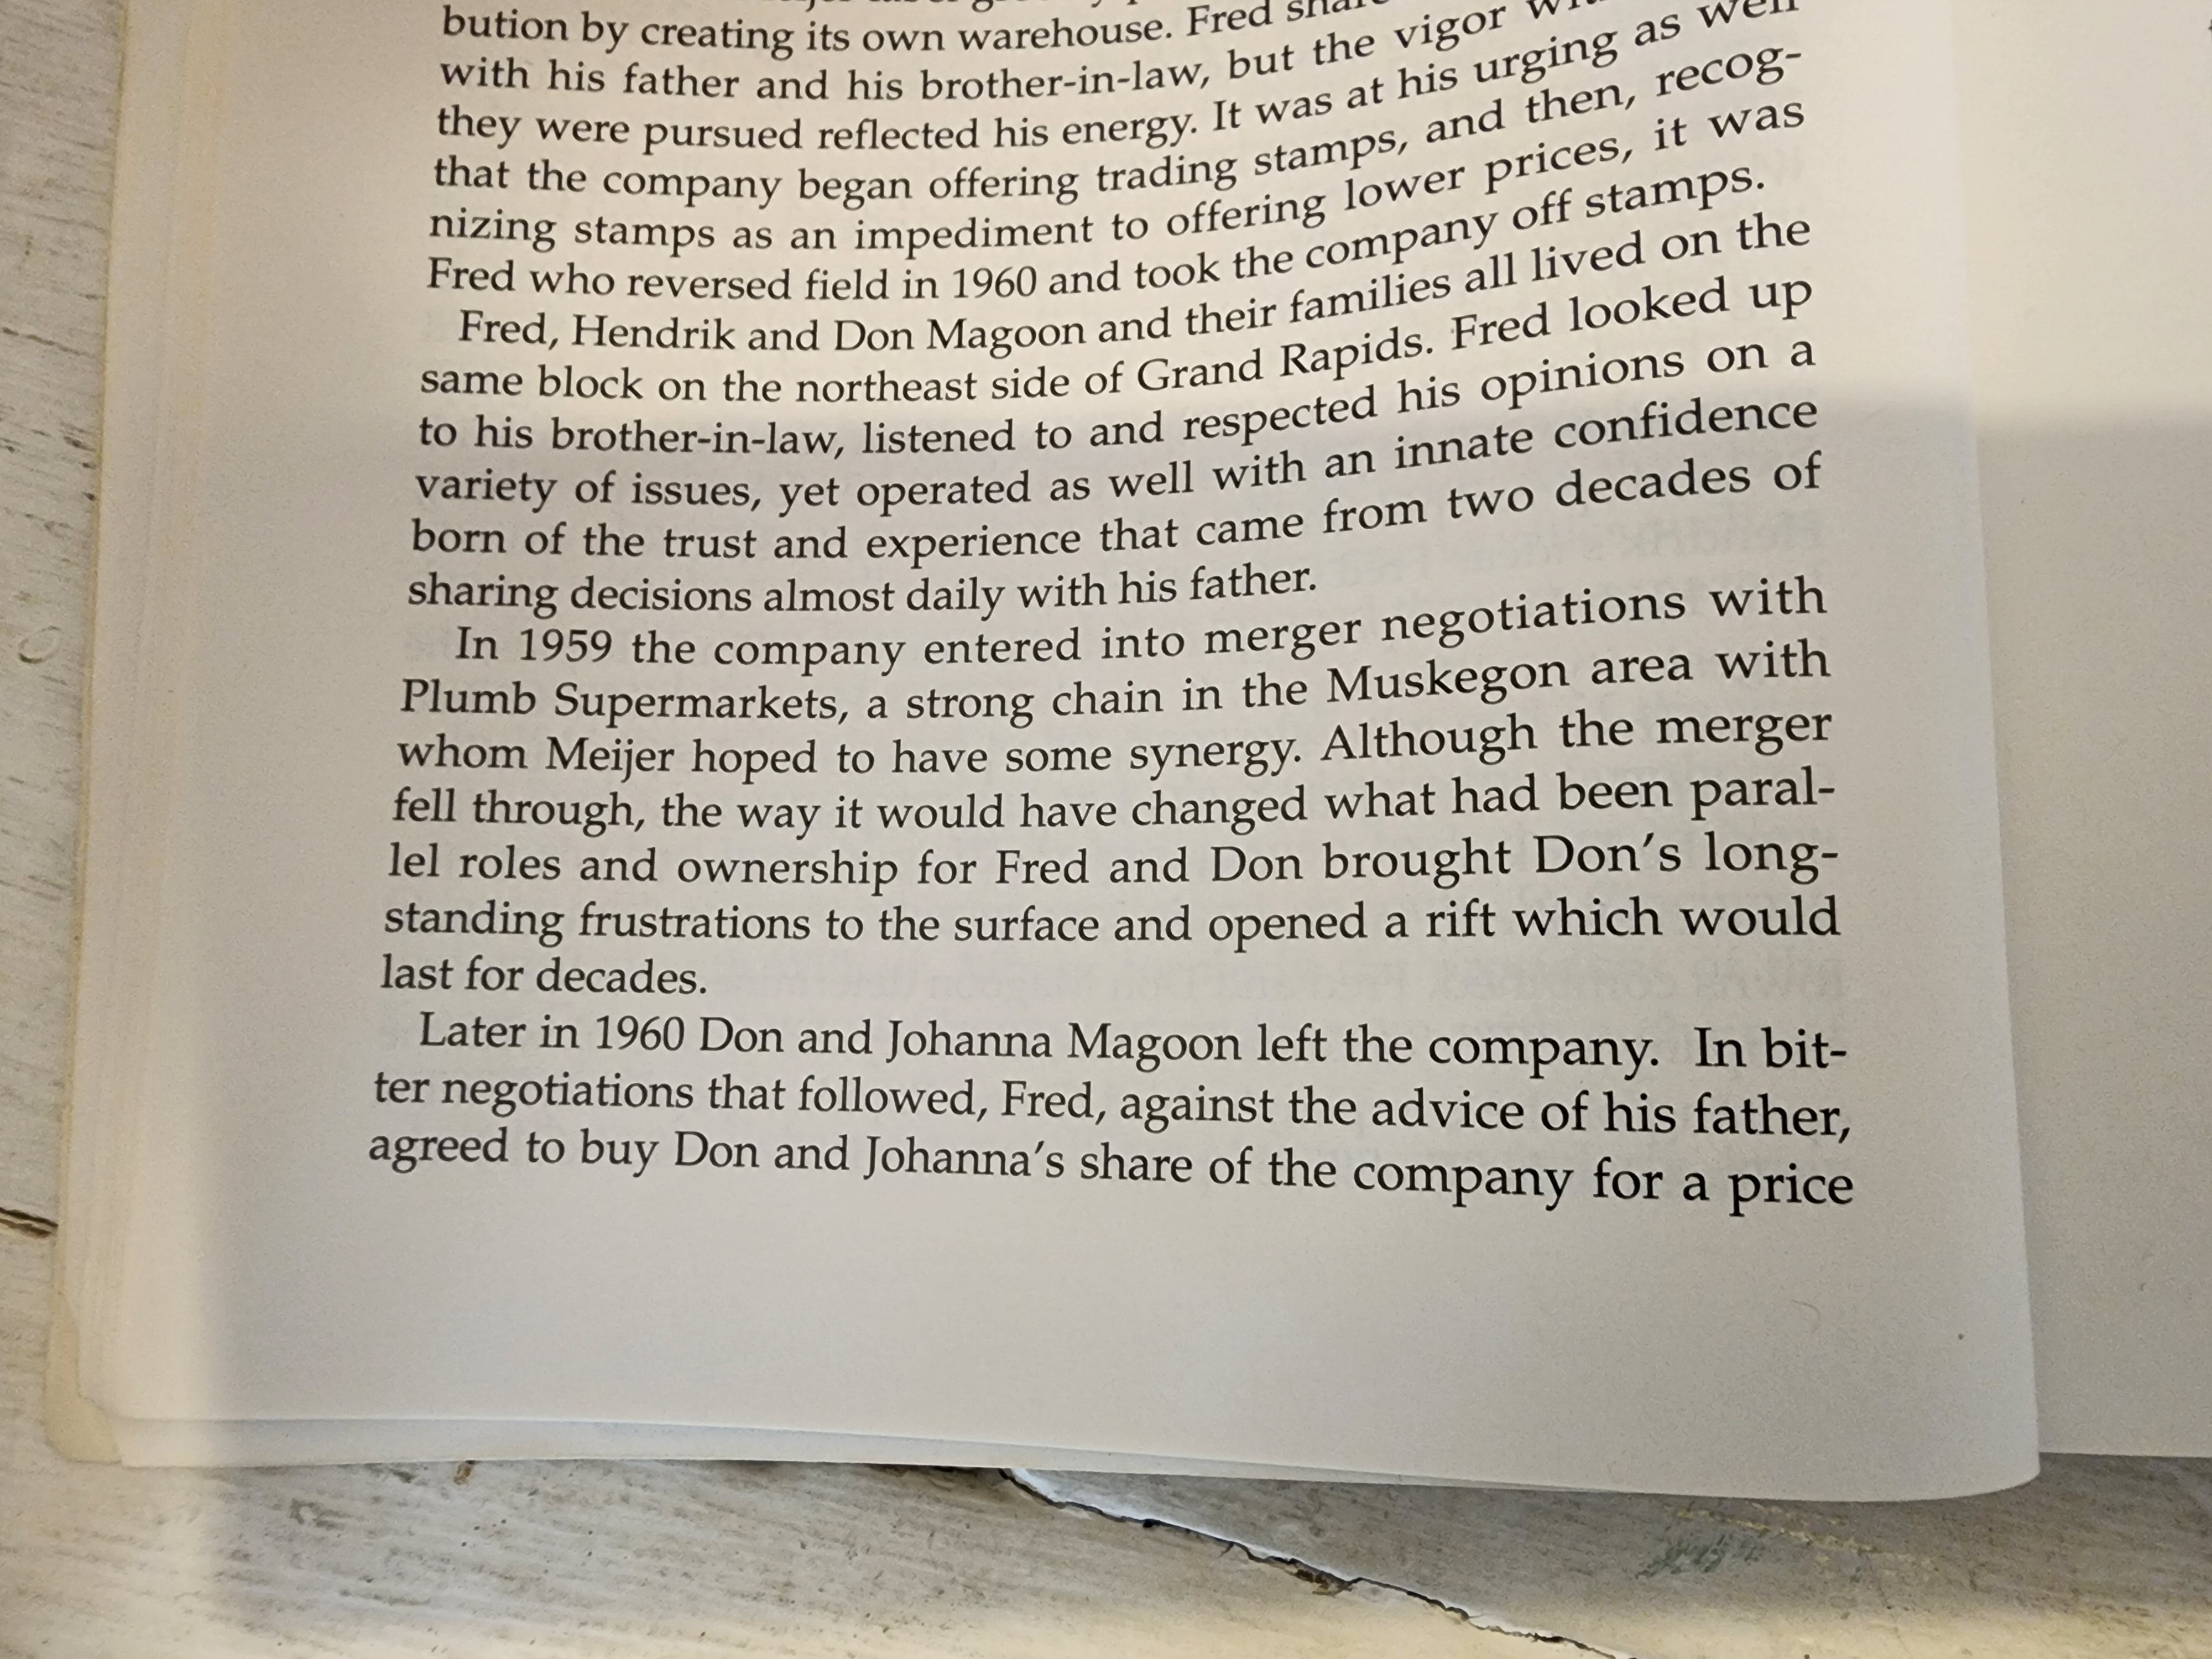 bution by creating its own warehouse. Fred
with his father and his brother-in-law, but the vigor
they were pursued reflected his energy. It was at his urging as well
that the company began offering trading stamps, and then, recog-
nizing stamps as an impediment to offering lower prices, it was
Fred who reversed field in 1960 and took the company off stamps.
Fred, Hendrik and Don Magoon and their families all lived on the
same block on the northeast side of Grand Rapids. Fred looked up
to his brother-in-law, listened to and respected his opinions on a
variety of issues, yet operated as well with an innate confidence
born of the trust and experience that came from two decades of
sharing decisions almost daily with his father.
In 1959 the company entered into merger negotiations with
Plumb Supermarkets, a strong chain in the Muskegon area with
whom Meijer hoped to have some synergy. Although the merger
fell through, the way it would have changed what had been paral-
lel roles and ownership for Fred and Don brought Don's long-
standing frustrations to the surface and opened a rift which would
last for decades.
Later in 1960 Don and Johanna Magoon left the company. In bit-
ter negotiations that followed, Fred, against the advice of his father,
agreed to buy Don and Johanna's share of the company for a price